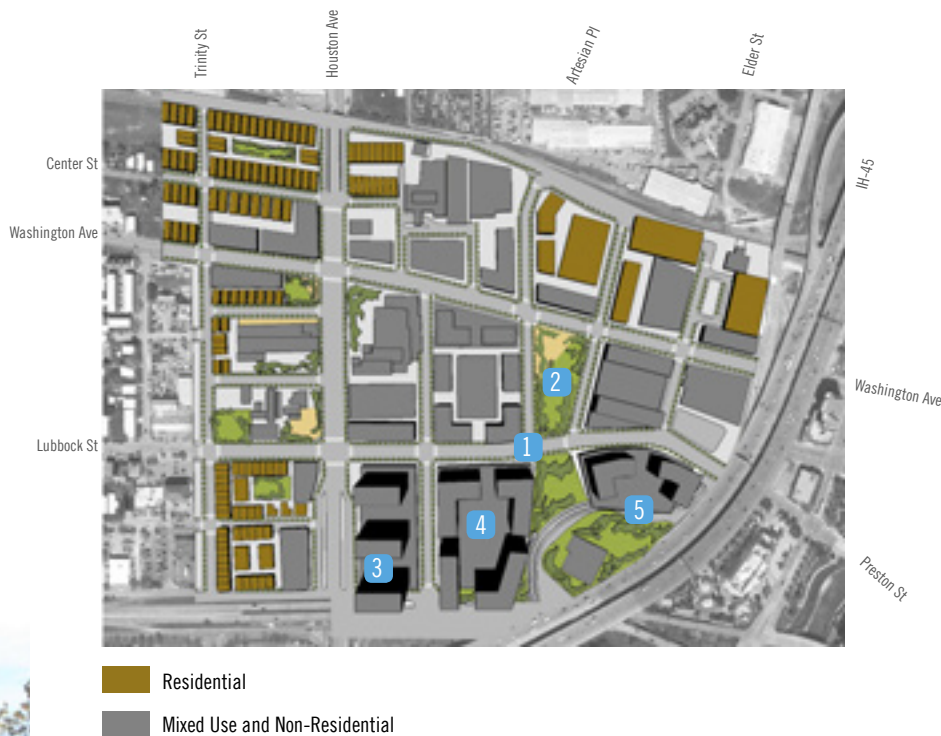 Trinity St
Houston Ave
Artesian Pl
Elder St
Center St
IH-45
Washington Ave
2
Washington Ave
Lubbock St
1
5
4
3
Preston St
Residential
Mixed Use and Non-Residential